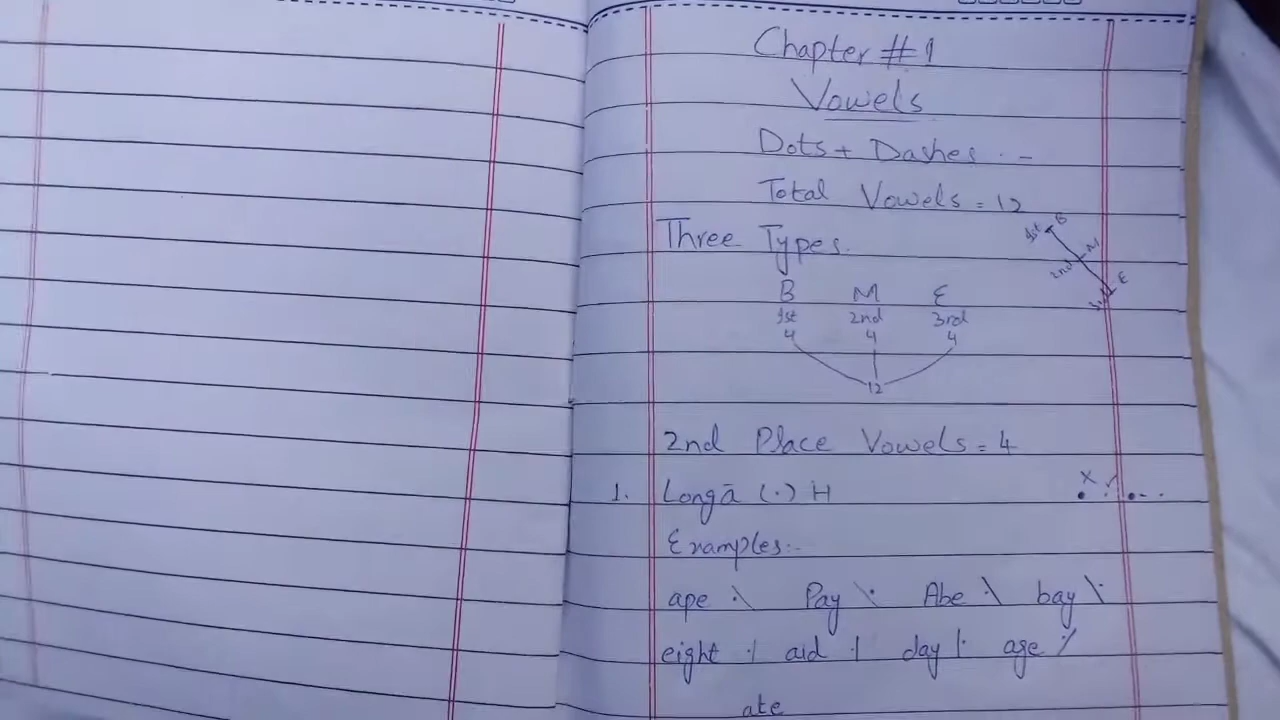 Chapter # 1
Vowels
Dots + Dashes . -
Total Vowels = 12
Three Types.
1st B
2nd M
E
B M E
1st 2nd 3rd
4 4 4
12
2nd Place Vowels = 4
1. Long ā (.) H
x ✓
Examples:-
ape Pay Abe bay
eight aid day age
ate